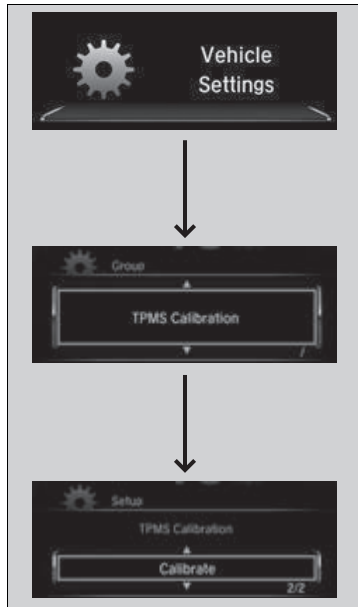 Vehicle
Settings
Group
TPMS Calibration
/
Setup
TPMS Calibration
Calibrate
2/2